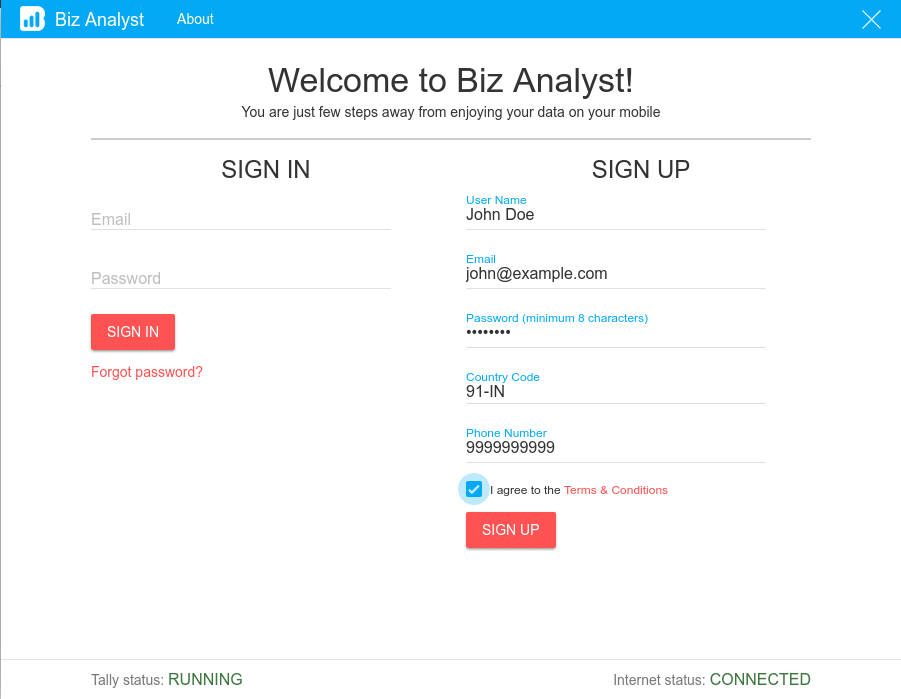 Biz Analyst About
Welcome to Biz Analyst!
You are just few steps away from enjoying your data on your mobile
SIGN IN
Email
Password
SIGN IN
Forgot password?
SIGN UP
User Name
John Doe
Email
john@example.com
Password (minimum 8 characters)
••••••••
Country Code
91-IN
Phone Number
9999999999
I agree to the Terms & Conditions
SIGN UP
Tally status: RUNNING
Internet status: CONNECTED